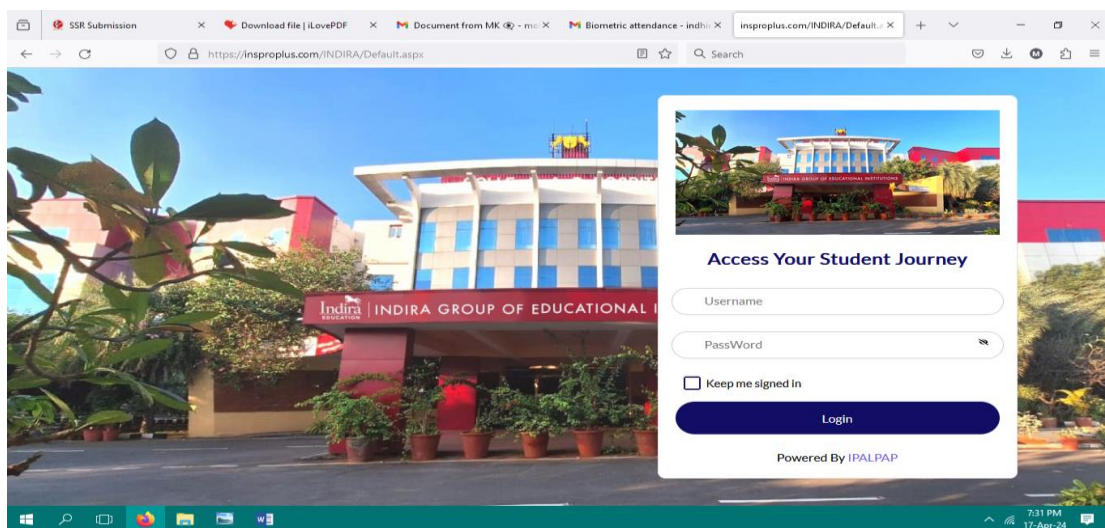 SSR Submission
Download file | iLovePDF
Document from MK
Biometric attendance - indhi
insproplus.com/INDIRA/Default.a
https://insproplus.com/INDIRA/Default.aspx
Search
INDIRA GROUP OF EDUCATIONAL INSTITUTIONS
Access Your Student Journey
Username
Indira EDUCATION | INDIRA GROUP OF EDUCATIONAL I
PassWord
Keep me signed in
Login
Powered By IPALPAP
7:31 PM
17-Apr-24